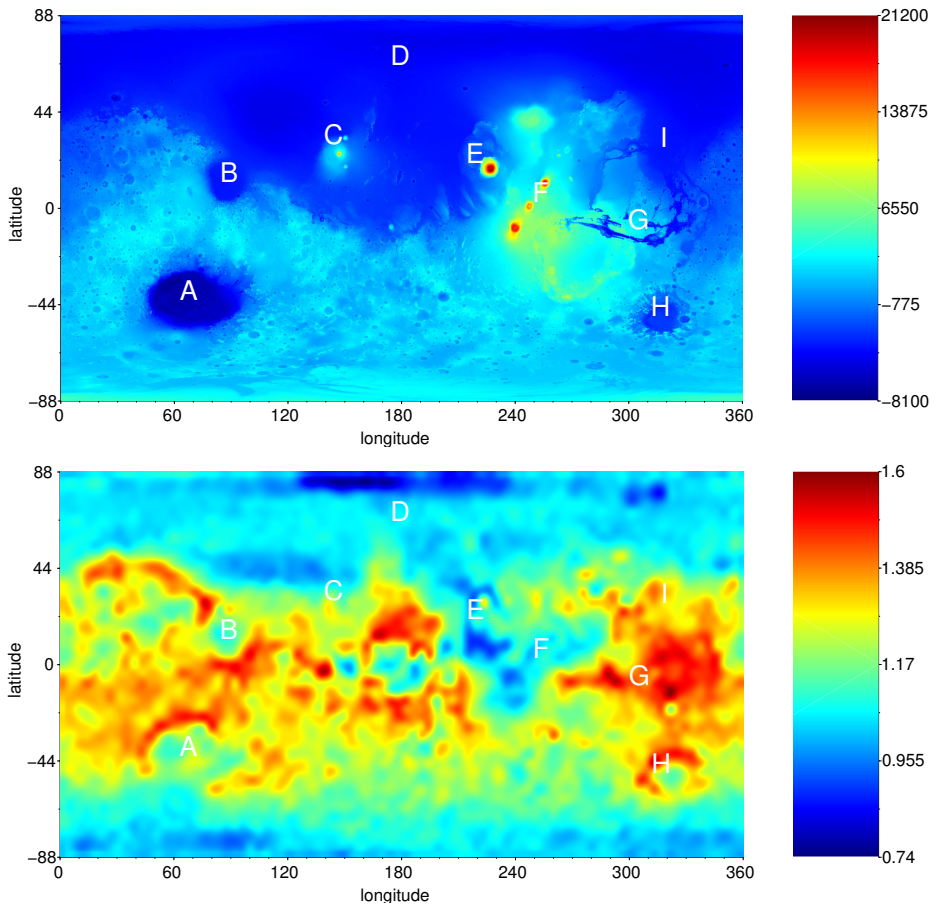 88
44
0
−44
−88
latitude
0
60
120
180
240
300
360
longitude
A
B
C
D
E
F
G
H
I
21200
13875
6550
−775
−8100
88
44
0
−44
−88
latitude
0
60
120
180
240
300
360
longitude
A
B
C
D
E
F
G
H
I
1.6
1.385
1.17
0.955
0.74